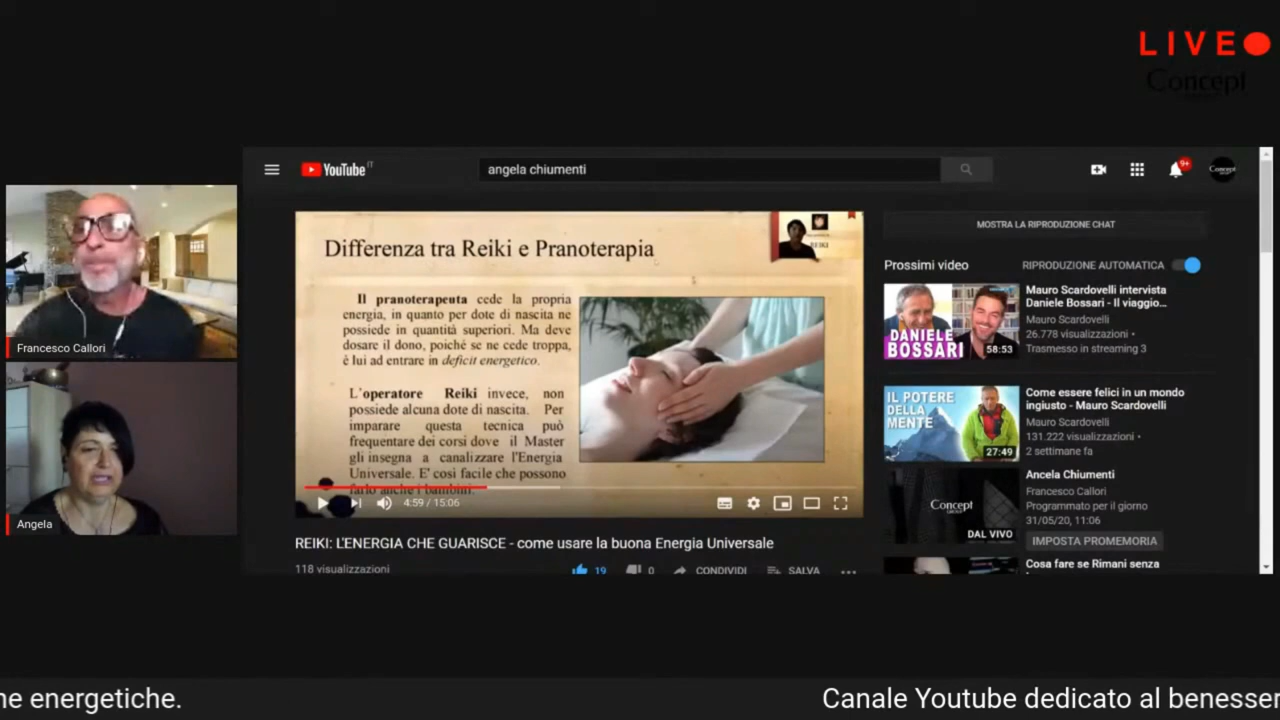 LIVE
Concept
YouTube IT
angela chiumenti
9+
Concept
Differenza tra Reiki e Pranoterapia
REIKI
Il pranoterapeuta cede la propria
energia, in quanto per dote di nascita ne
possiede in quantità superiori. Ma deve
dosare il dono, poiché se ne cede troppa,
è lui ad entrare in deficit energetico.
L'operatore Reiki invece, non
possiede alcuna dote di nascita. Per
imparare questa tecnica può
frequentare dei corsi dove il Master
gli insegna a canalizzare l'Energia
Universale. E' così facile che possono
farlo anche i bambini.
4:59 / 15:06
REIKI: L'ENERGIA CHE GUARISCE - come usare la buona Energia Universale
118 visualizzazioni
19
0
CONDIVIDI
SALVA
MOSTRA LA RIPRODUZIONE CHAT
Prossimi video
RIPRODUZIONE AUTOMATICA
DANIELE
BOSSARI
58:53
Mauro Scardovelli intervista
Daniele Bossari - Il viaggio...
Mauro Scardovelli
26.778 visualizzazioni •
Trasmesso in streaming 3
IL POTERE
DELLA
MENTE
27:49
Come essere felici in un mondo
ingiusto - Mauro Scardovelli
Mauro Scardovelli
131.222 visualizzazioni •
2 settimane fa
Concept
DAL VIVO
Ancela Chiumenti
Francesco Callori
Programmato per il giorno
31/05/20, 11:06
IMPOSTA PROMEMORIA
Cosa fare se Rimani senza
Francesco Callori
Angela
ne energetiche.
Canale Youtube dedicato al benesser